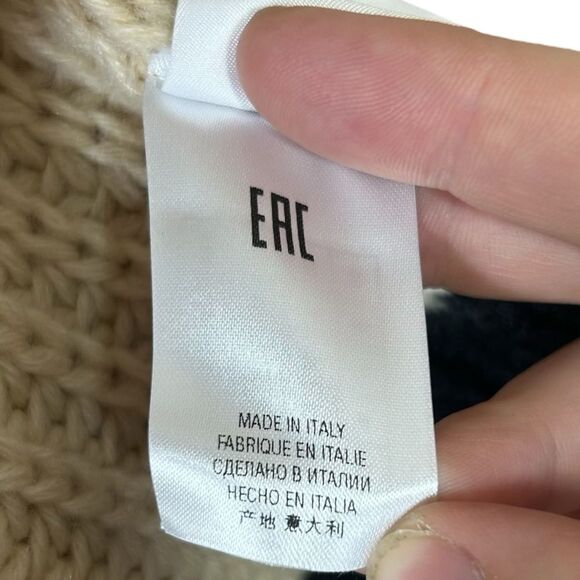 EAC
MADE IN ITALY
FABRIQUE EN ITALIE
СДЕЛАНО В ИТАЛИИ
HECHO EN ITALIA
产地 意大利